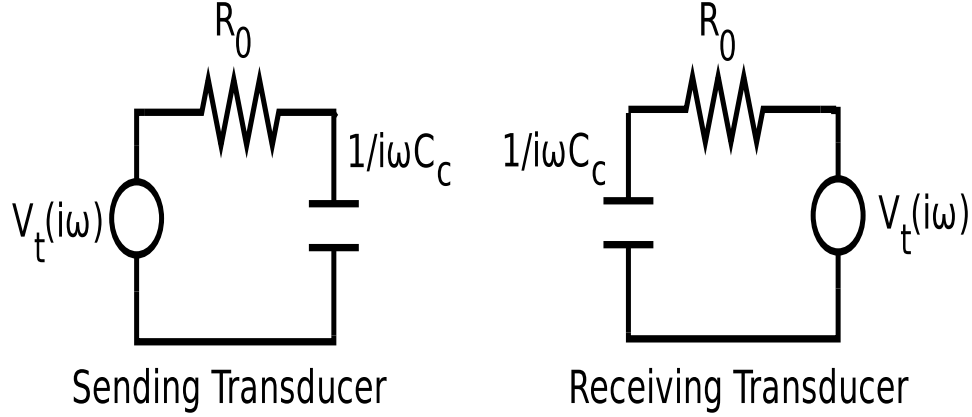 R0
R0
1/iωCc
1/iωCc
Vt(iω)
Vt(iω)
Sending Transducer
Receiving Transducer